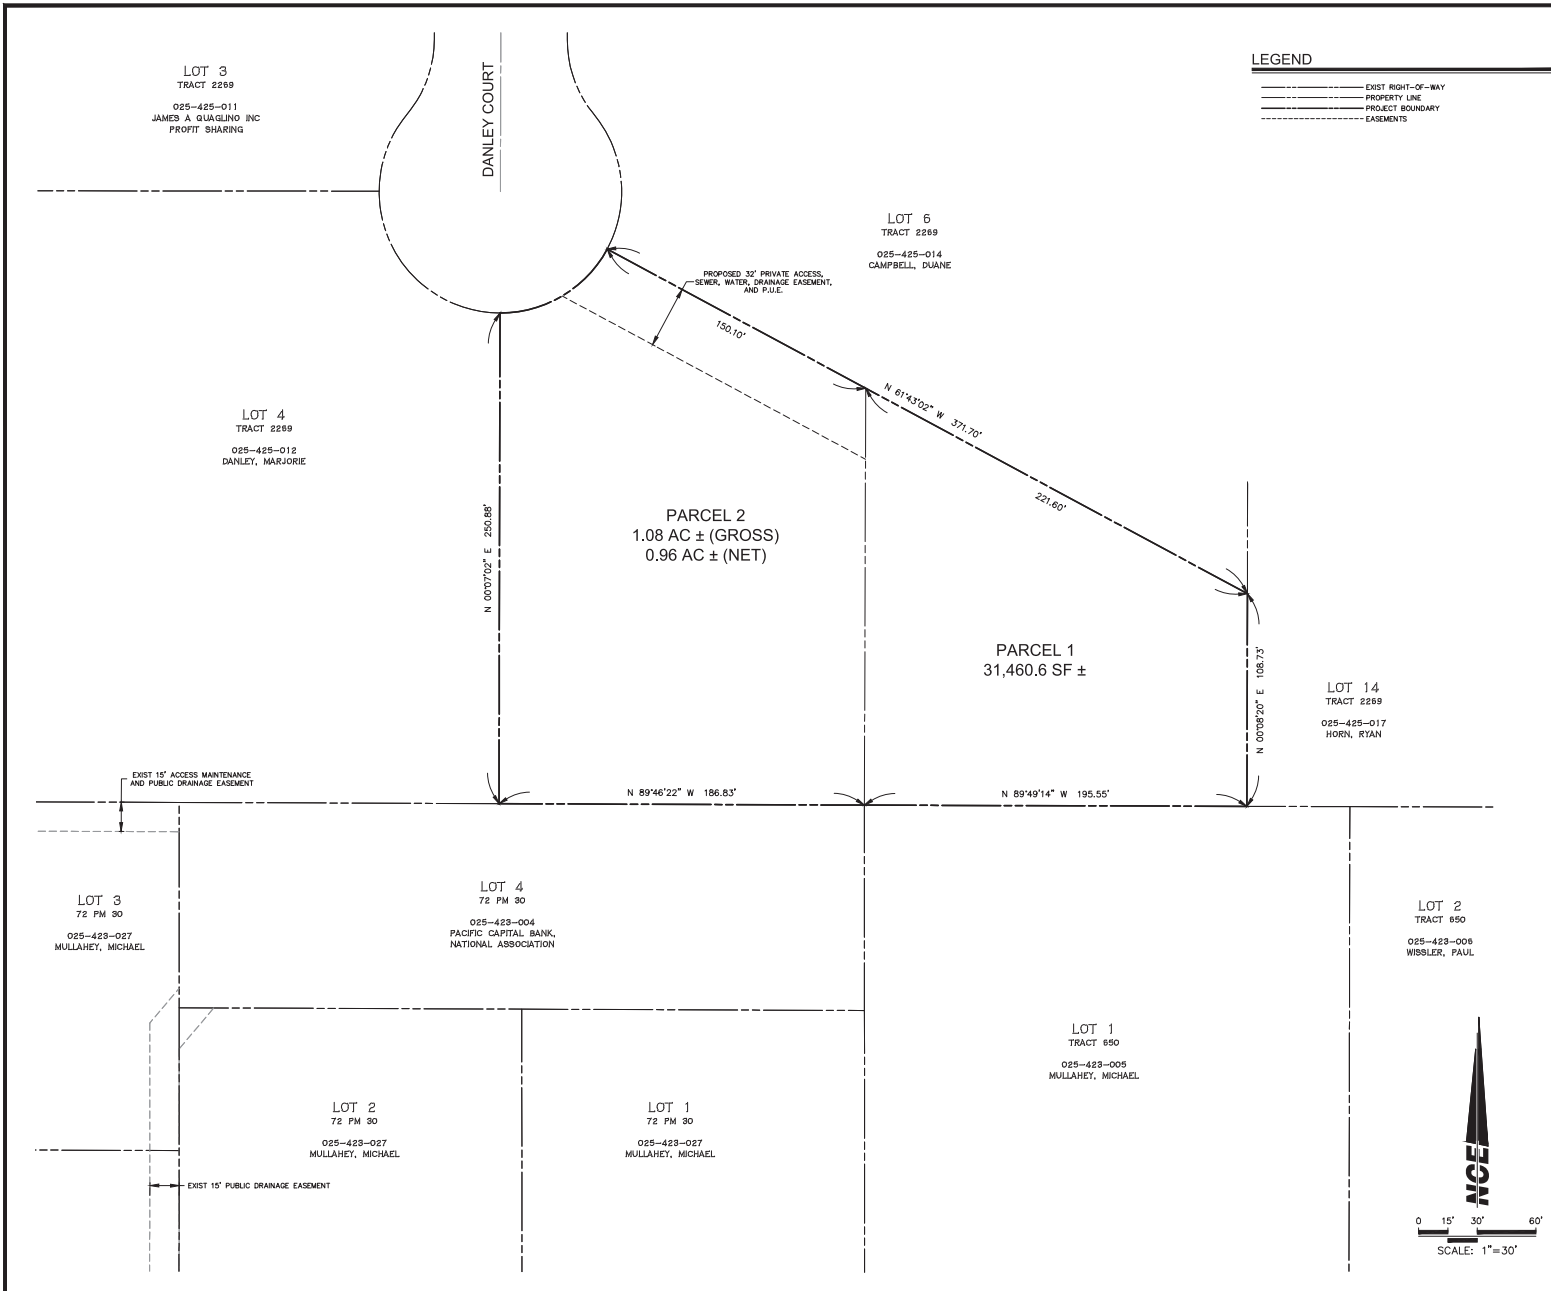 LOT 3
TRACT 2269
025-425-011
JAMES A QUAGLINO INC
PROFIT SHARING
DANLEY COURT
LEGEND
EXIST RIGHT-OF-WAY
PROPERTY LINE
PROJECT BOUNDARY
EASEMENTS
LOT 6
TRACT 2269
025-425-014
CAMPBELL, DUANE
PROPOSED 32' PRIVATE ACCESS,
SEWER, WATER, DRAINAGE EASEMENT,
AND P.U.E.
150.10'
N 61°43'02" W 371.70'
221.60'
LOT 4
TRACT 2269
025-425-012
DANLEY, MARJORIE
N 00°07'02" E 250.88'
PARCEL 2
1.08 AC ± (GROSS)
0.96 AC ± (NET)
PARCEL 1
31,460.6 SF ±
N 00°08'20" E 108.73'
LOT 14
TRACT 2269
025-425-017
HORN, RYAN
EXIST 15' ACCESS MAINTENANCE
AND PUBLIC DRAINAGE EASEMENT
N 89°46'22" W 186.83'
N 89°49'14" W 195.55'
LOT 3
72 PM 30
025-423-027
MULLAHEY, MICHAEL
LOT 4
72 PM 30
025-423-004
PACIFIC CAPITAL BANK,
NATIONAL ASSOCIATION
LOT 2
TRACT 650
025-423-006
WISSLER, PAUL
LOT 1
TRACT 650
025-423-005
MULLAHEY, MICHAEL
LOT 2
72 PM 30
025-423-027
MULLAHEY, MICHAEL
LOT 1
72 PM 30
025-423-027
MULLAHEY, MICHAEL
EXIST 15' PUBLIC DRAINAGE EASEMENT
NCE
0 15' 30' 60'
SCALE: 1"=30'